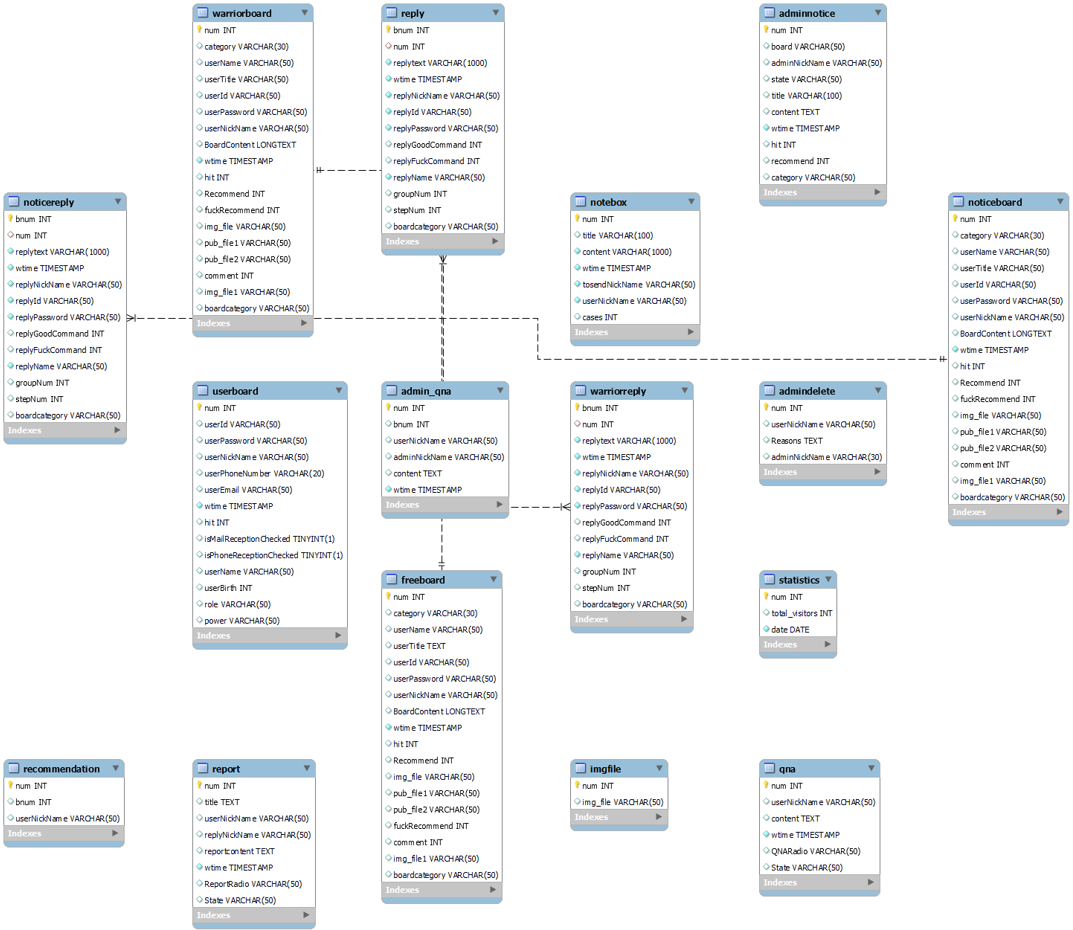 warriorboard
num INT
category VARCHAR(30)
userName VARCHAR(50)
userTitle VARCHAR(50)
userId VARCHAR(50)
userPassword VARCHAR(50)
userNickName VARCHAR(50)
BoardContent LONGTEXT
wtime TIMESTAMP
hit INT
Recommend INT
fuckRecommend INT
img_file VARCHAR(50)
pub_file1 VARCHAR(50)
pub_file2 VARCHAR(50)
comment INT
img_file1 VARCHAR(50)
boardcategory VARCHAR(50)
Indexes
reply
bnum INT
num INT
replytext VARCHAR(1000)
wtime TIMESTAMP
replyNickName VARCHAR(50)
replyId VARCHAR(50)
replyPassword VARCHAR(50)
replyGoodCommand INT
replyFuckCommand INT
replyName VARCHAR(50)
groupNum INT
stepNum INT
boardcategory VARCHAR(50)
Indexes
adminnotice
num INT
board VARCHAR(50)
adminNickName VARCHAR(50)
state VARCHAR(50)
title VARCHAR(100)
content TEXT
wtime TIMESTAMP
hit INT
recommend INT
category VARCHAR(50)
Indexes
noticereply
bnum INT
num INT
replytext VARCHAR(1000)
wtime TIMESTAMP
replyNickName VARCHAR(50)
replyId VARCHAR(50)
replyPassword VARCHAR(50)
replyGoodCommand INT
replyFuckCommand INT
replyName VARCHAR(50)
groupNum INT
stepNum INT
boardcategory VARCHAR(50)
Indexes
notebox
num INT
title VARCHAR(100)
content VARCHAR(1000)
wtime TIMESTAMP
tosendNickName VARCHAR(50)
userNickName VARCHAR(50)
cases INT
Indexes
noticeboard
num INT
category VARCHAR(30)
userName VARCHAR(50)
userTitle VARCHAR(50)
userId VARCHAR(50)
userPassword VARCHAR(50)
userNickName VARCHAR(50)
BoardContent LONGTEXT
wtime TIMESTAMP
hit INT
Recommend INT
fuckRecommend INT
img_file VARCHAR(50)
pub_file1 VARCHAR(50)
pub_file2 VARCHAR(50)
comment INT
img_file1 VARCHAR(50)
boardcategory VARCHAR(50)
Indexes
userboard
num INT
userId VARCHAR(50)
userPassword VARCHAR(50)
userNickName VARCHAR(50)
userPhoneNumber VARCHAR(20)
userEmail VARCHAR(50)
wtime TIMESTAMP
hit INT
isMailReceptionChecked TINYINT(1)
isPhoneReceptionChecked TINYINT(1)
userName VARCHAR(50)
userBirth INT
role VARCHAR(50)
power VARCHAR(50)
Indexes
admin_qna
num INT
bnum INT
userNickName VARCHAR(50)
adminNickName VARCHAR(50)
content TEXT
wtime TIMESTAMP
Indexes
warriorreply
bnum INT
num INT
replytext VARCHAR(1000)
wtime TIMESTAMP
replyNickName VARCHAR(50)
replyId VARCHAR(50)
replyPassword VARCHAR(50)
replyGoodCommand INT
replyFuckCommand INT
replyName VARCHAR(50)
groupNum INT
stepNum INT
boardcategory VARCHAR(50)
Indexes
admindelete
num INT
userNickName VARCHAR(50)
Reasons TEXT
adminNickName VARCHAR(30)
Indexes
freeboard
num INT
category VARCHAR(30)
userName VARCHAR(50)
userTitle TEXT
userId VARCHAR(50)
userPassword VARCHAR(50)
userNickName VARCHAR(50)
BoardContent LONGTEXT
wtime TIMESTAMP
hit INT
Recommend INT
img_file VARCHAR(50)
pub_file1 VARCHAR(50)
pub_file2 VARCHAR(50)
fuckRecommend INT
comment INT
img_file1 VARCHAR(50)
boardcategory VARCHAR(50)
Indexes
statistics
num INT
total_visitors INT
date DATE
Indexes
recommendation
num INT
bnum INT
userNickName VARCHAR(50)
Indexes
report
num INT
title TEXT
userNickName VARCHAR(50)
replyNickName VARCHAR(50)
reportcontent TEXT
wtime TIMESTAMP
ReportRadio VARCHAR(50)
State VARCHAR(50)
Indexes
imgfile
num INT
img_file VARCHAR(50)
Indexes
qna
num INT
userNickName VARCHAR(50)
content TEXT
wtime TIMESTAMP
QNARadio VARCHAR(50)
State VARCHAR(50)
Indexes